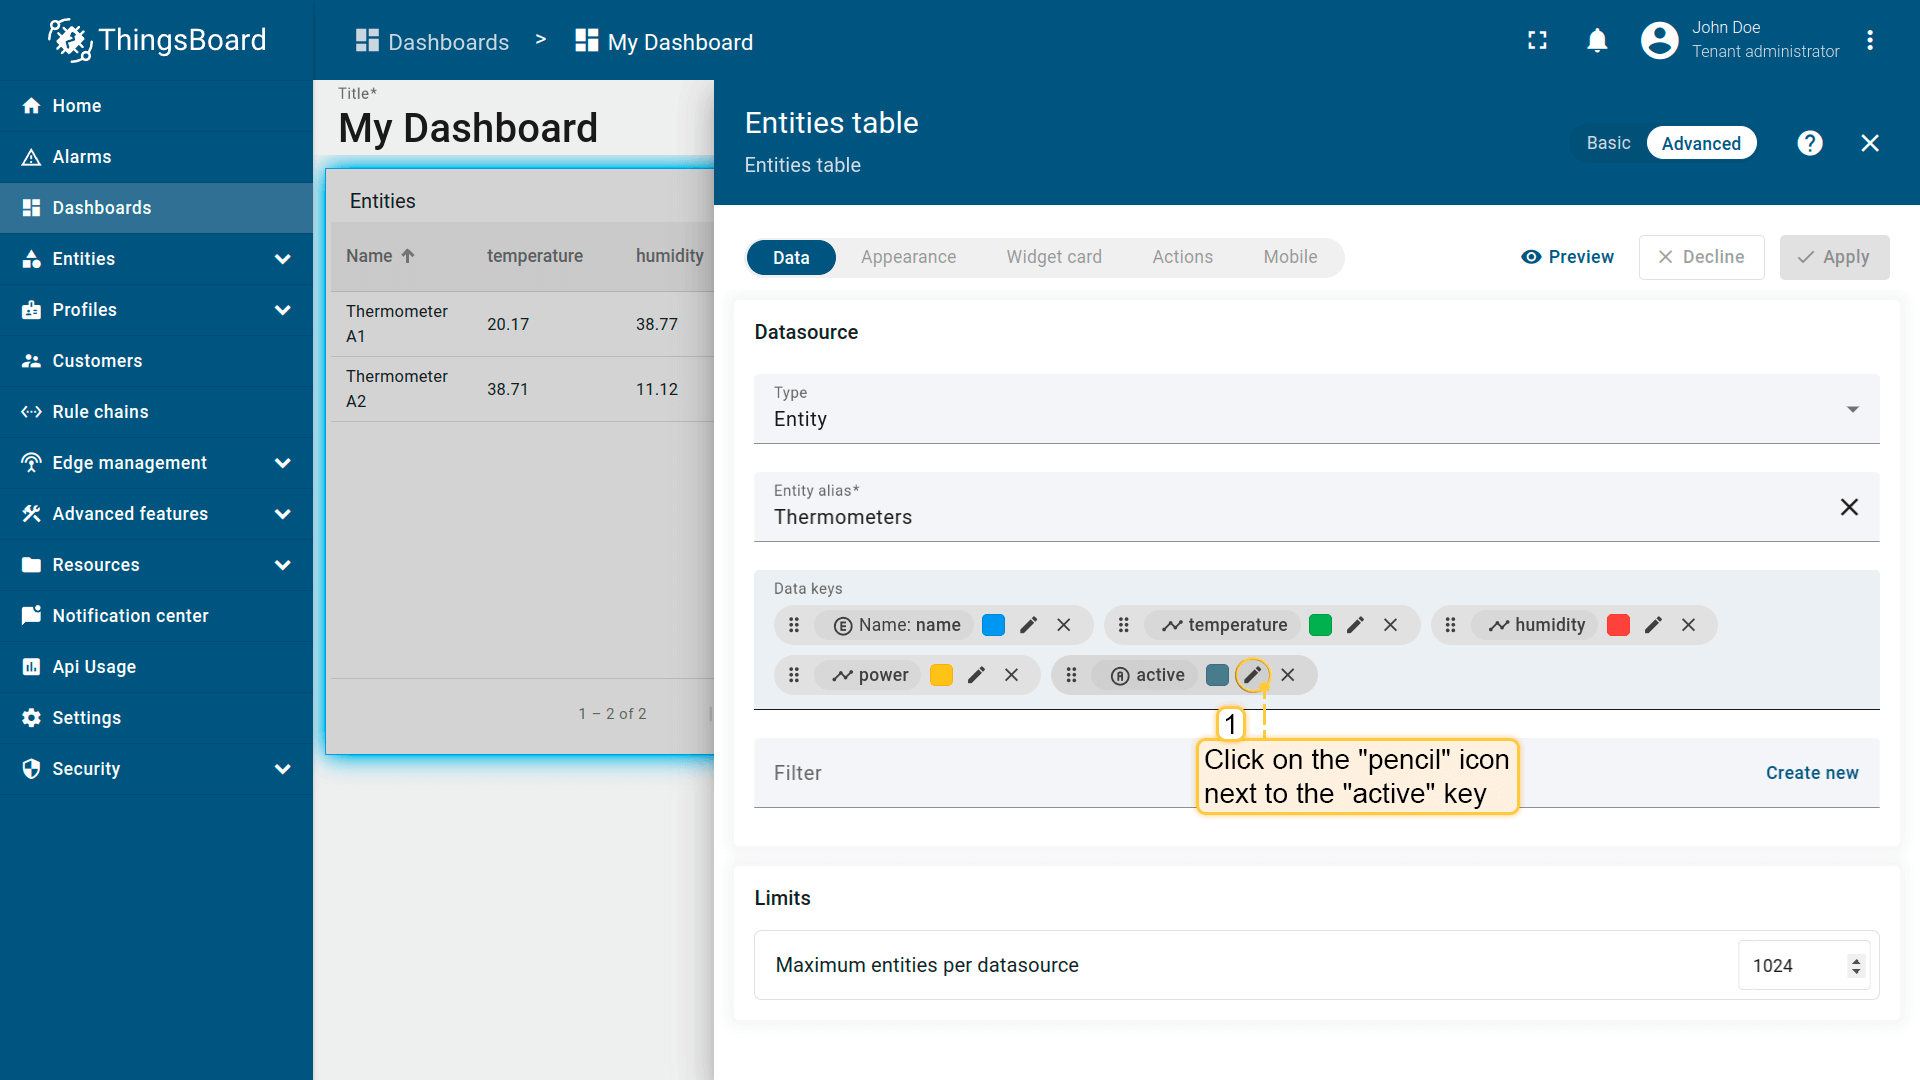 ThingsBoard
Dashboards > My Dashboard
John Doe
Tenant administrator
Home
Alarms
Dashboards
Entities
Profiles
Customers
Rule chains
Edge management
Advanced features
Resources
Notification center
Api Usage
Settings
Security
Title*
My Dashboard
Entities
Name temperature humidity
Thermometer A1 20.17 38.77
Thermometer A2 38.71 11.12
1 – 2 of 2
Entities table
Entities table
Basic Advanced
Data Appearance Widget card Actions Mobile
Preview Decline Apply
Datasource
Type
Entity
Entity alias*
Thermometers
Data keys
E Name: name temperature humidity
power A active
1
Click on the "pencil" icon
next to the "active" key
Filter Create new
Limits
Maximum entities per datasource 1024